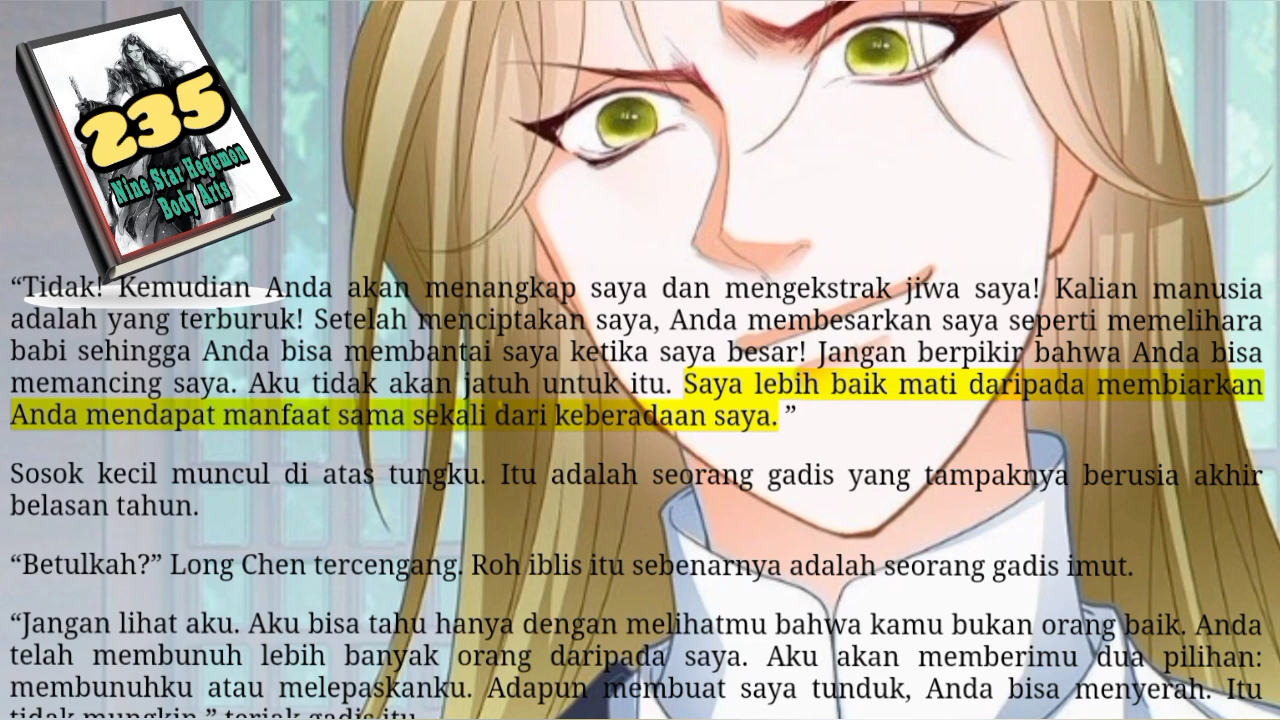 235
Nine Star Hegemon
Body Arts
“Tidak! Kemudian Anda akan menangkap saya dan mengekstrak jiwa saya! Kalian manusia
adalah yang terburuk! Setelah menciptakan saya, Anda membesarkan saya seperti memelihara
babi sehingga Anda bisa membantai saya ketika saya besar! Jangan berpikir bahwa Anda bisa
memancing saya. Aku tidak akan jatuh untuk itu. Saya lebih baik mati daripada membiarkan
Anda mendapat manfaat sama sekali dari keberadaan saya. ”
Sosok kecil muncul di atas tungku. Itu adalah seorang gadis yang tampaknya berusia akhir
belasan tahun.
“Betulkah?” Long Chen tercengang. Roh iblis itu sebenarnya adalah seorang gadis imut.
“Jangan lihat aku. Aku bisa tahu hanya dengan melihatmu bahwa kamu bukan orang baik. Anda
telah membunuh lebih banyak orang daripada saya. Aku akan memberimu dua pilihan:
membunuhku atau melepaskanku. Adapun membuat saya tunduk, Anda bisa menyerah. Itu
tidak mungkin,” teriak gadis itu.